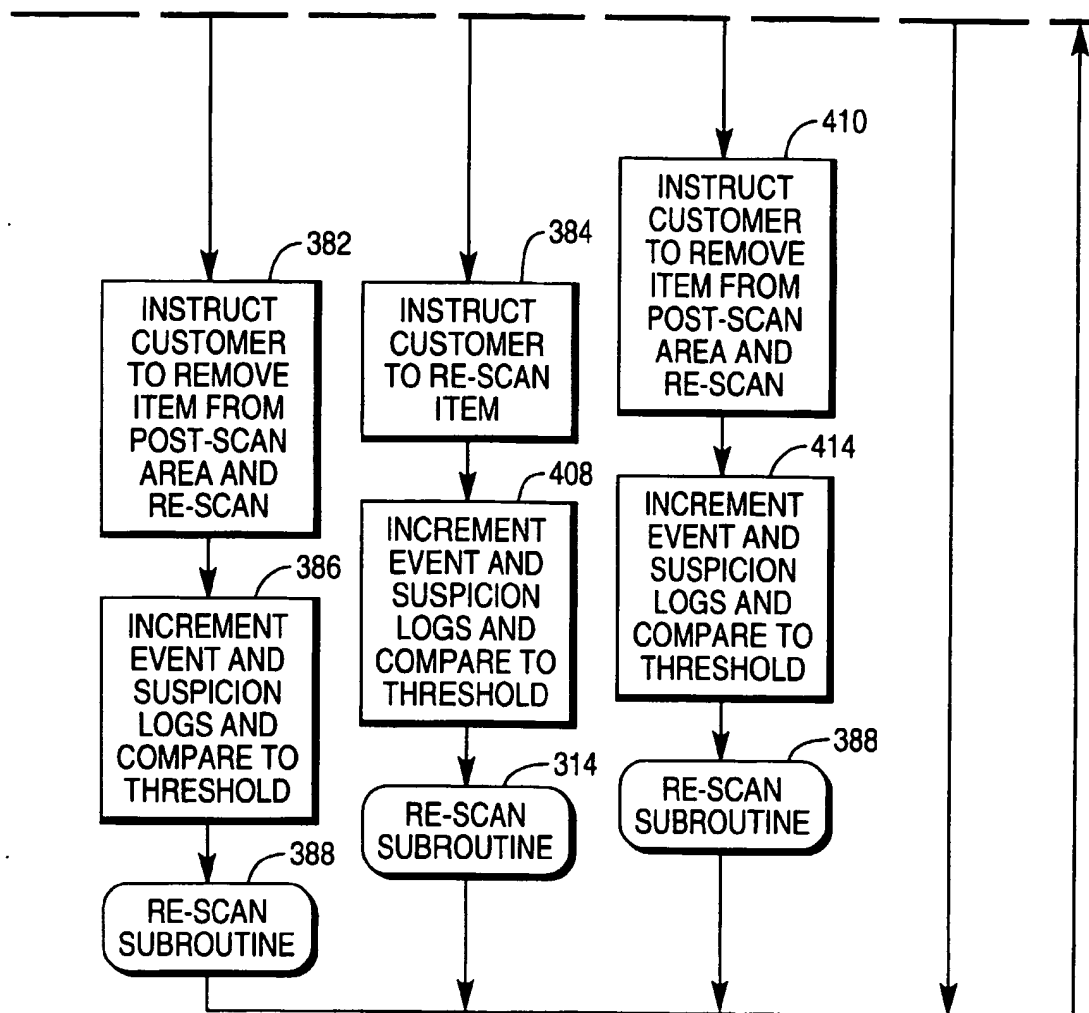 382
INSTRUCT
CUSTOMER
TO REMOVE
ITEM FROM
POST-SCAN
AREA AND
RE-SCAN
386
INCREMENT
EVENT AND
SUSPICION
LOGS AND
COMPARE TO
THRESHOLD
388
RE-SCAN
SUBROUTINE
384
INSTRUCT
CUSTOMER
TO RE-SCAN
ITEM
408
INCREMENT
EVENT AND
SUSPICION
LOGS AND
COMPARE TO
THRESHOLD
314
RE-SCAN
SUBROUTINE
410
INSTRUCT
CUSTOMER
TO REMOVE
ITEM FROM
POST-SCAN
AREA AND
RE-SCAN
414
INCREMENT
EVENT AND
SUSPICION
LOGS AND
COMPARE TO
THRESHOLD
388
RE-SCAN
SUBROUTINE